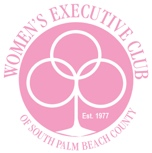 WOMEN'S EXECUTIVE CLUB
Est. 1977
OF SOUTH PALM BEACH COUNTY